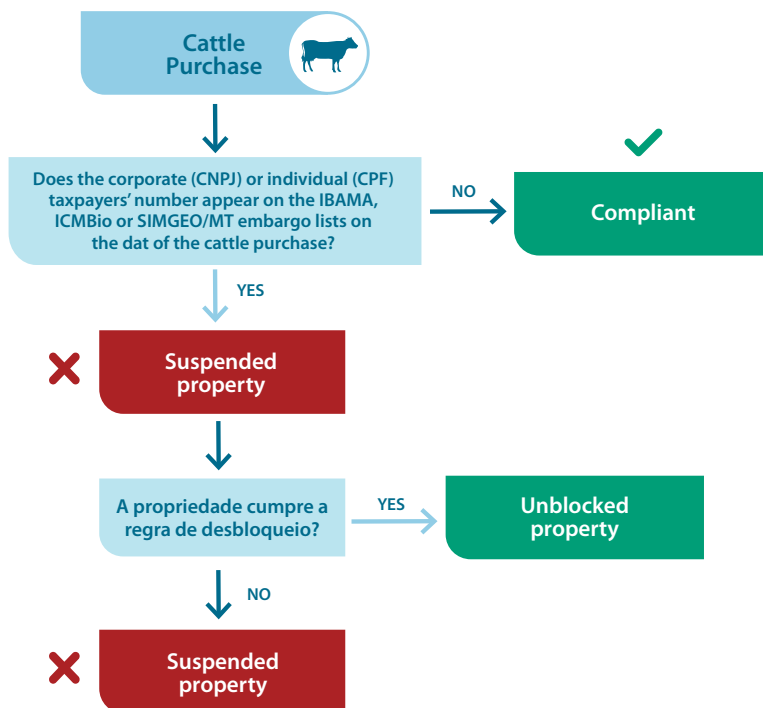 Cattle
Purchase
Does the corporate (CNPJ) or individual (CPF)
taxpayers' number appear on the IBAMA,
ICMBio or SIMGEO/MT embargo lists on
the dat of the cattle purchase?
NO
Compliant
YES
Suspended
property
A propriedade cumpre a
regra de desbloqueio?
YES
Unblocked
property
NO
Suspended
property